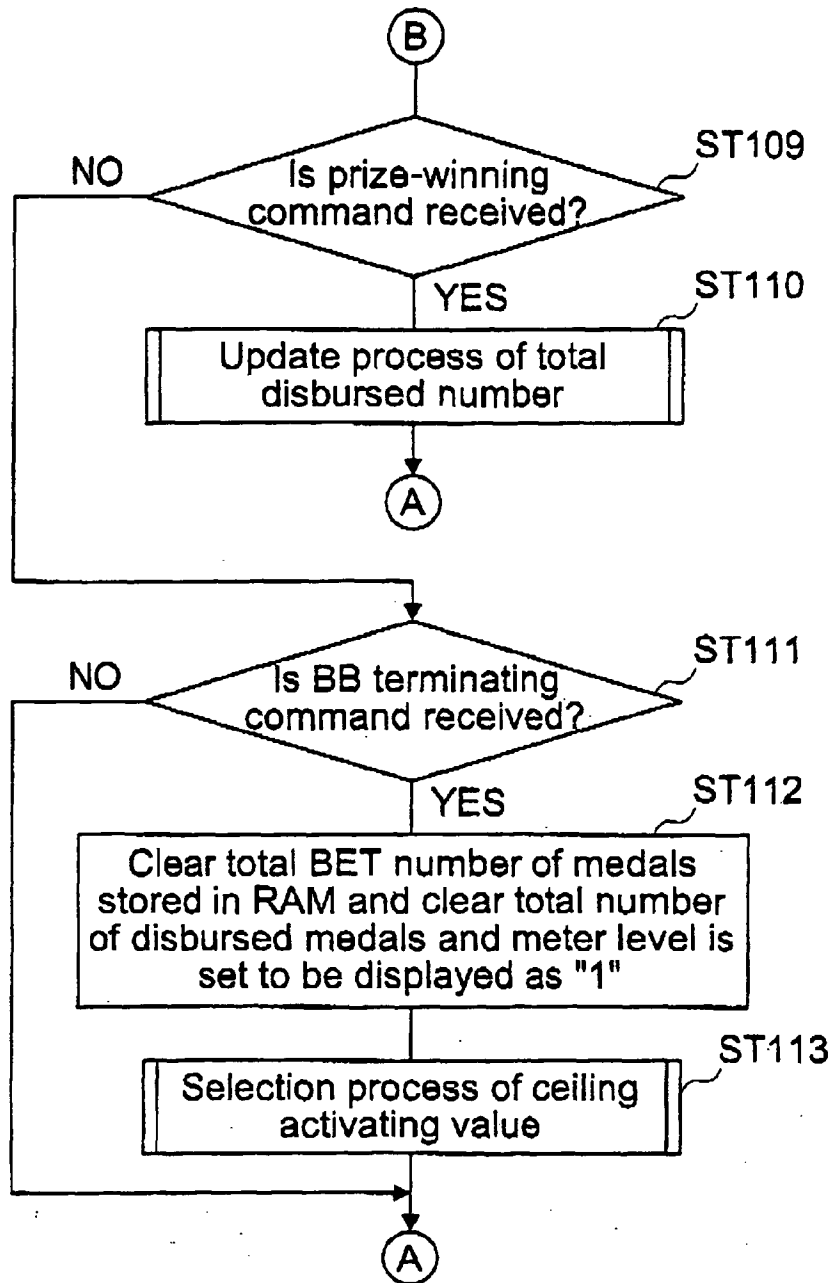 B
ST109
NO
Is prize-winning
command received?
YES
ST110
Update process of total
disbursed number
A
ST111
NO
Is BB terminating
command received?
YES
ST112
Clear total BET number of medals
stored in RAM and clear total number
of disbursed medals and meter level is
set to be displayed as "1"
ST113
Selection process of ceiling
activating value
A